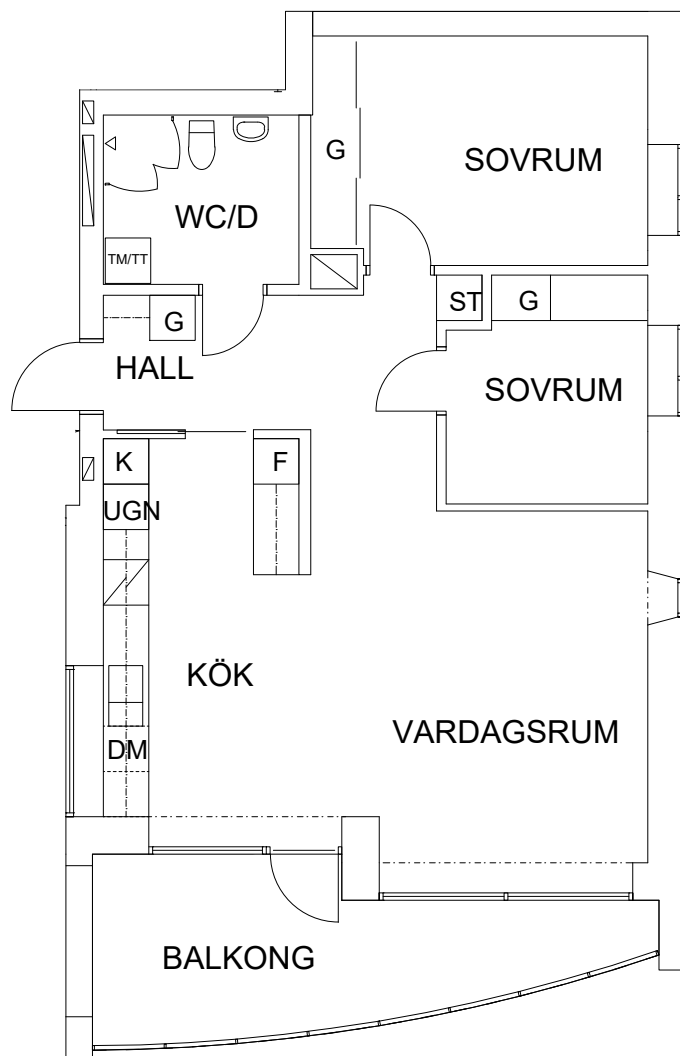 G
SOVRUM
WC/D
TM/TT
G
ST
G
HALL
SOVRUM
K
F
UGN
KÖK
VARDAGSRUM
DM
BALKONG